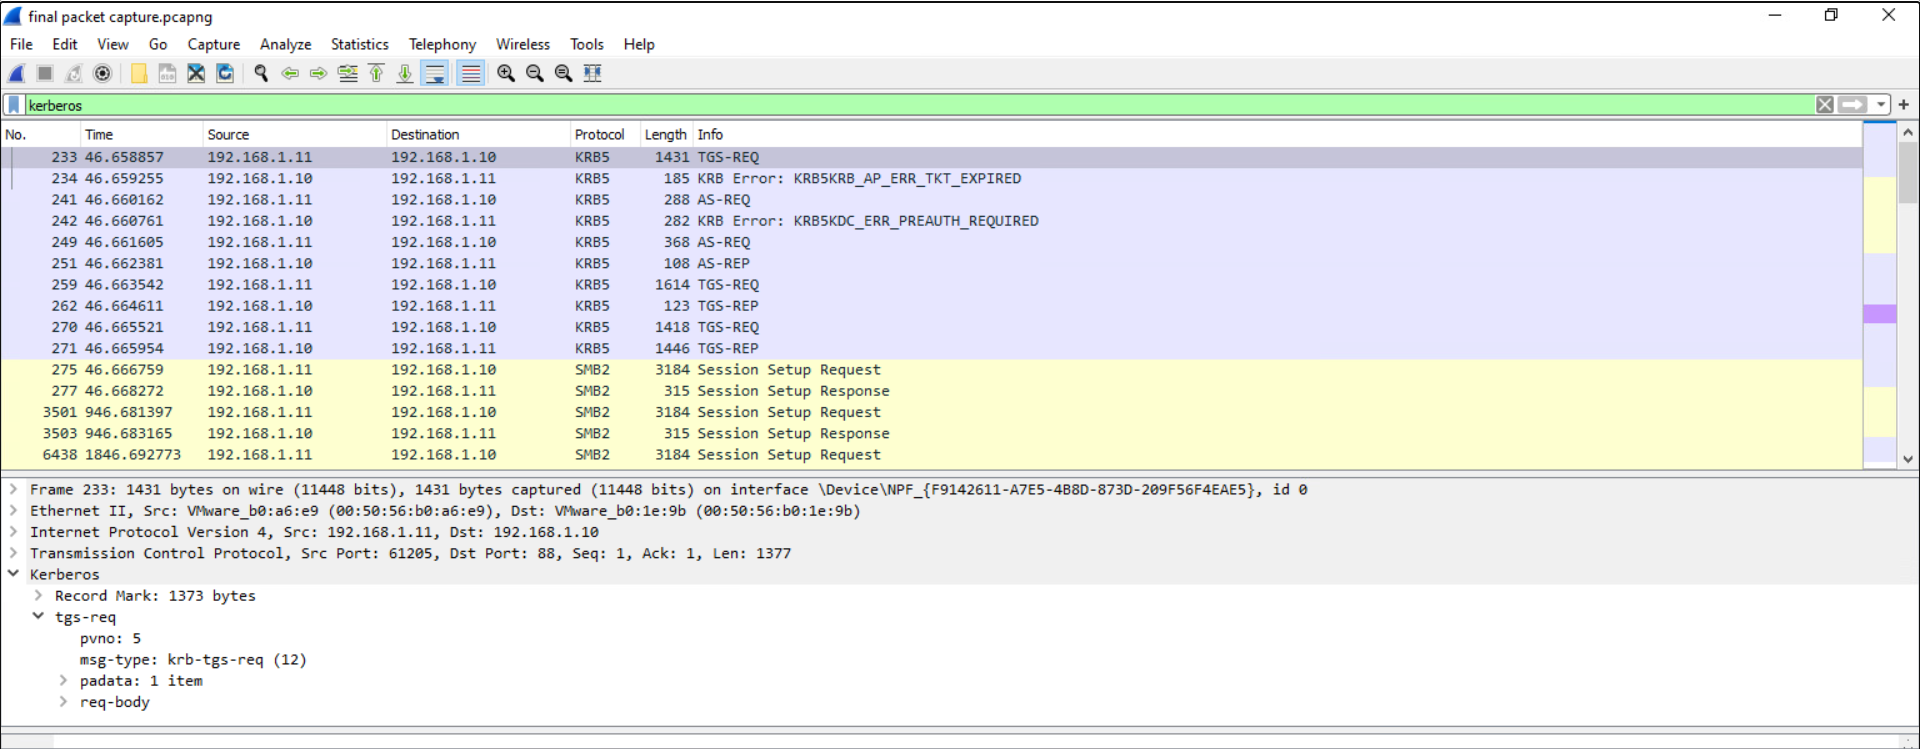 final packet capture.pcapng
File Edit View Go Capture Analyze Statistics Telephony Wireless Tools Help
kerberos
No. Time Source Destination Protocol Length Info
233 46.658857 192.168.1.11 192.168.1.10 KRB5 1431 TGS-REQ
234 46.659255 192.168.1.10 192.168.1.11 KRB5 185 KRB Error: KRB5KRB_AP_ERR_TKT_EXPIRED
241 46.660162 192.168.1.11 192.168.1.10 KRB5 288 AS-REQ
242 46.660761 192.168.1.10 192.168.1.11 KRB5 282 KRB Error: KRB5KDC_ERR_PREAUTH_REQUIRED
249 46.661605 192.168.1.11 192.168.1.10 KRB5 368 AS-REQ
251 46.662381 192.168.1.10 192.168.1.11 KRB5 108 AS-REP
259 46.663542 192.168.1.11 192.168.1.10 KRB5 1614 TGS-REQ
262 46.664611 192.168.1.10 192.168.1.11 KRB5 123 TGS-REP
270 46.665521 192.168.1.11 192.168.1.10 KRB5 1418 TGS-REQ
271 46.665954 192.168.1.10 192.168.1.11 KRB5 1446 TGS-REP
275 46.666759 192.168.1.11 192.168.1.10 SMB2 3184 Session Setup Request
277 46.668272 192.168.1.10 192.168.1.11 SMB2 315 Session Setup Response
3501 946.681397 192.168.1.11 192.168.1.10 SMB2 3184 Session Setup Request
3503 946.683165 192.168.1.10 192.168.1.11 SMB2 315 Session Setup Response
6438 1846.692773 192.168.1.11 192.168.1.10 SMB2 3184 Session Setup Request
Frame 233: 1431 bytes on wire (11448 bits), 1431 bytes captured (11448 bits) on interface \Device\NPF_{F9142611-A7E5-4B8D-873D-209F56F4EAE5}, id 0
Ethernet II, Src: VMware_b0:a6:e9 (00:50:56:b0:a6:e9), Dst: VMware_b0:1e:9b (00:50:56:b0:1e:9b)
Internet Protocol Version 4, Src: 192.168.1.11, Dst: 192.168.1.10
Transmission Control Protocol, Src Port: 61205, Dst Port: 88, Seq: 1, Ack: 1, Len: 1377
Kerberos
Record Mark: 1373 bytes
tgs-req
pvno: 5
msg-type: krb-tgs-req (12)
padata: 1 item
req-body